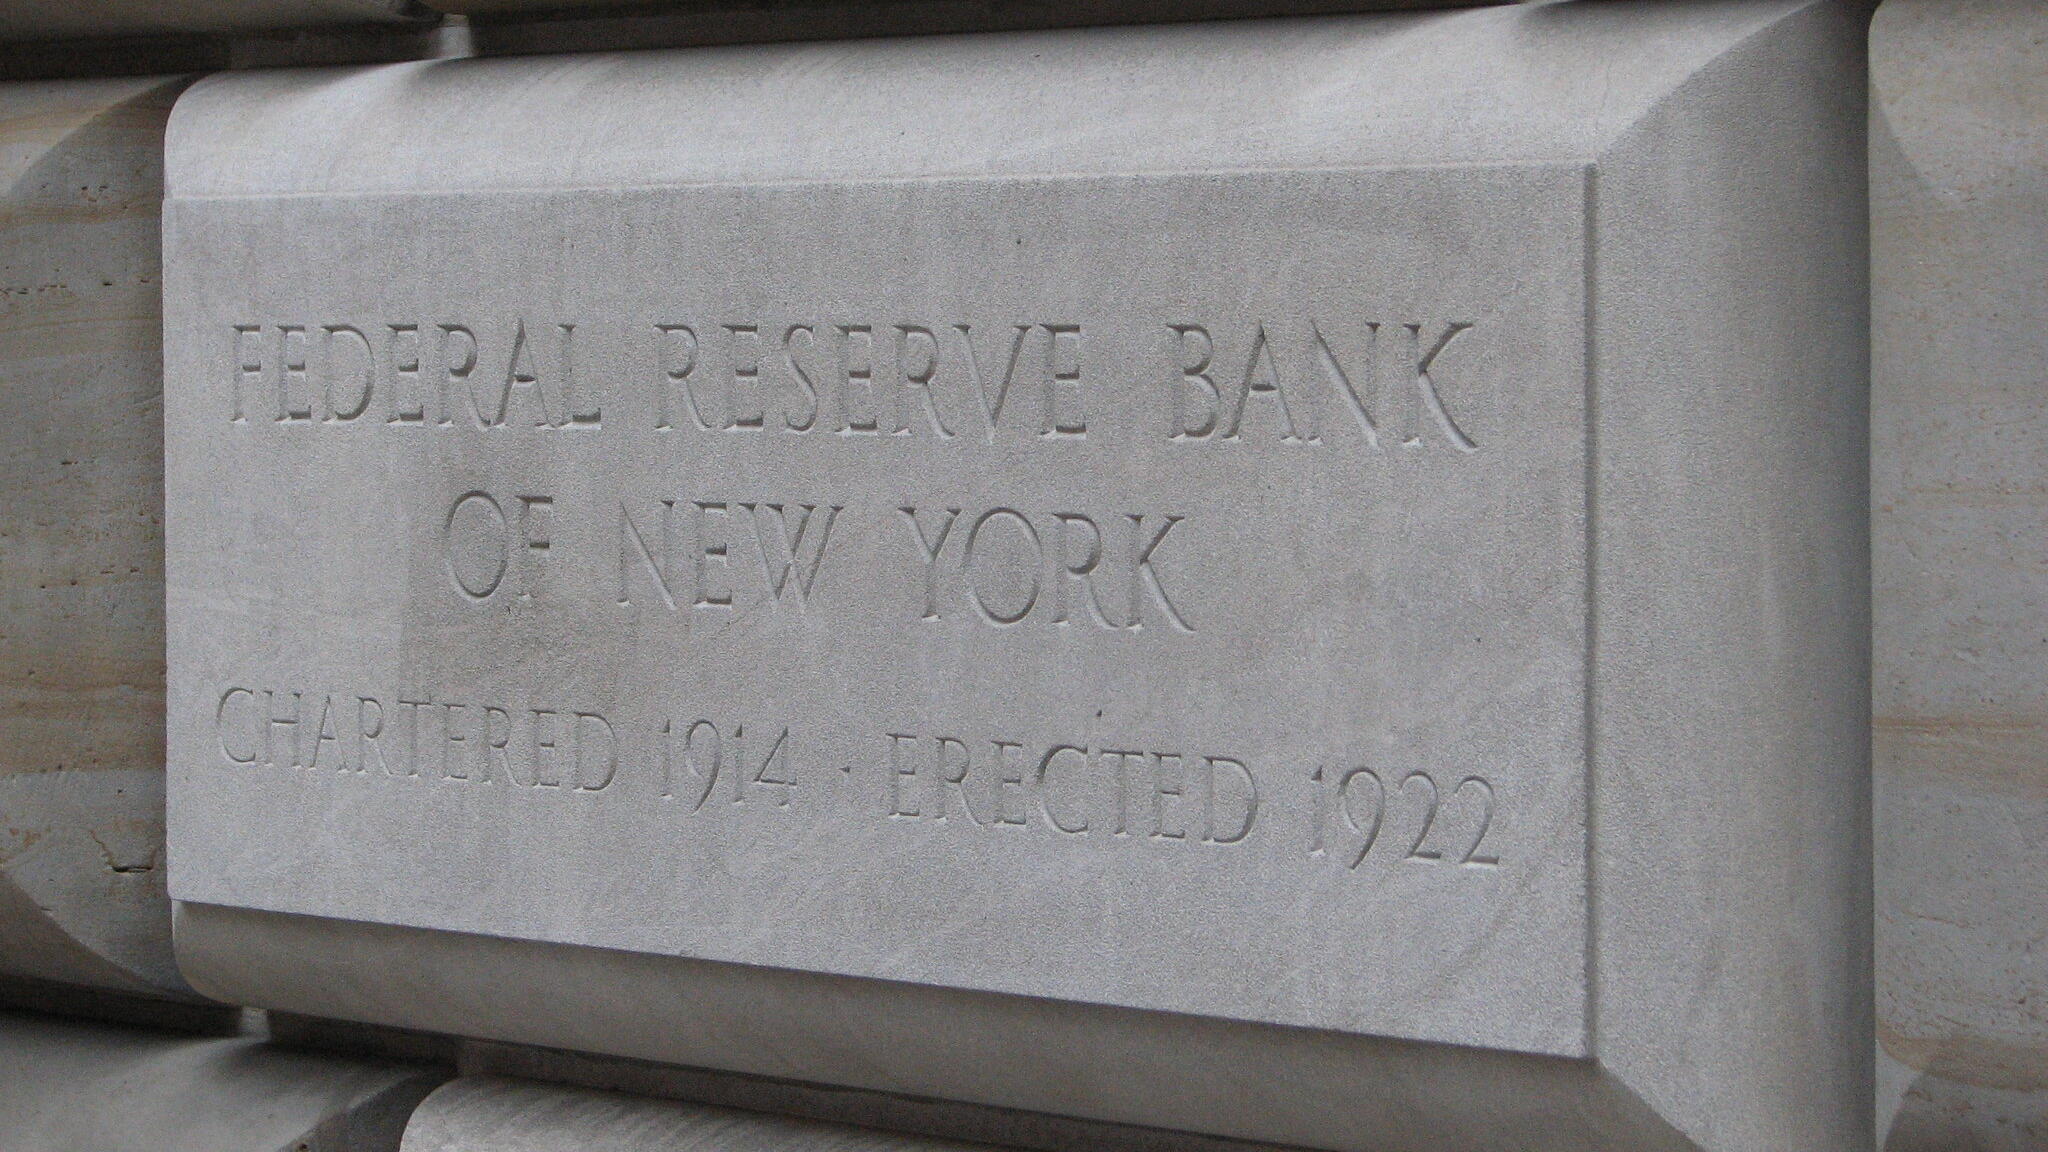 FEDERAL RESERVE BANK
OF NEW YORK
CHARTERED 1914 · ERECTED 1922